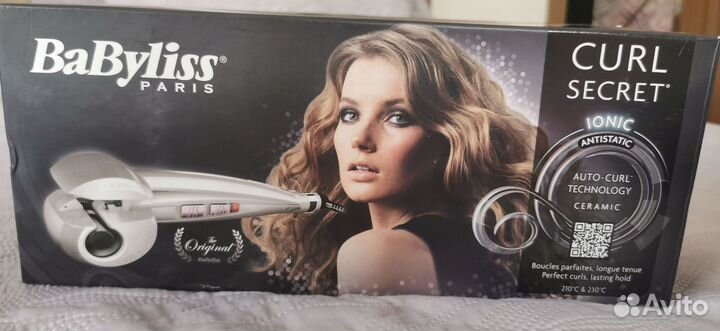 BaByliss®
PARIS
The
Original
BaByliss
CURL
SECRET®
IONIC
ANTISTATIC
AUTO-CURL™
TECHNOLOGY
CERAMIC
Boucles parfaites, longue tenue
Perfect curls, lasting hold
210°C & 230°C
Avito